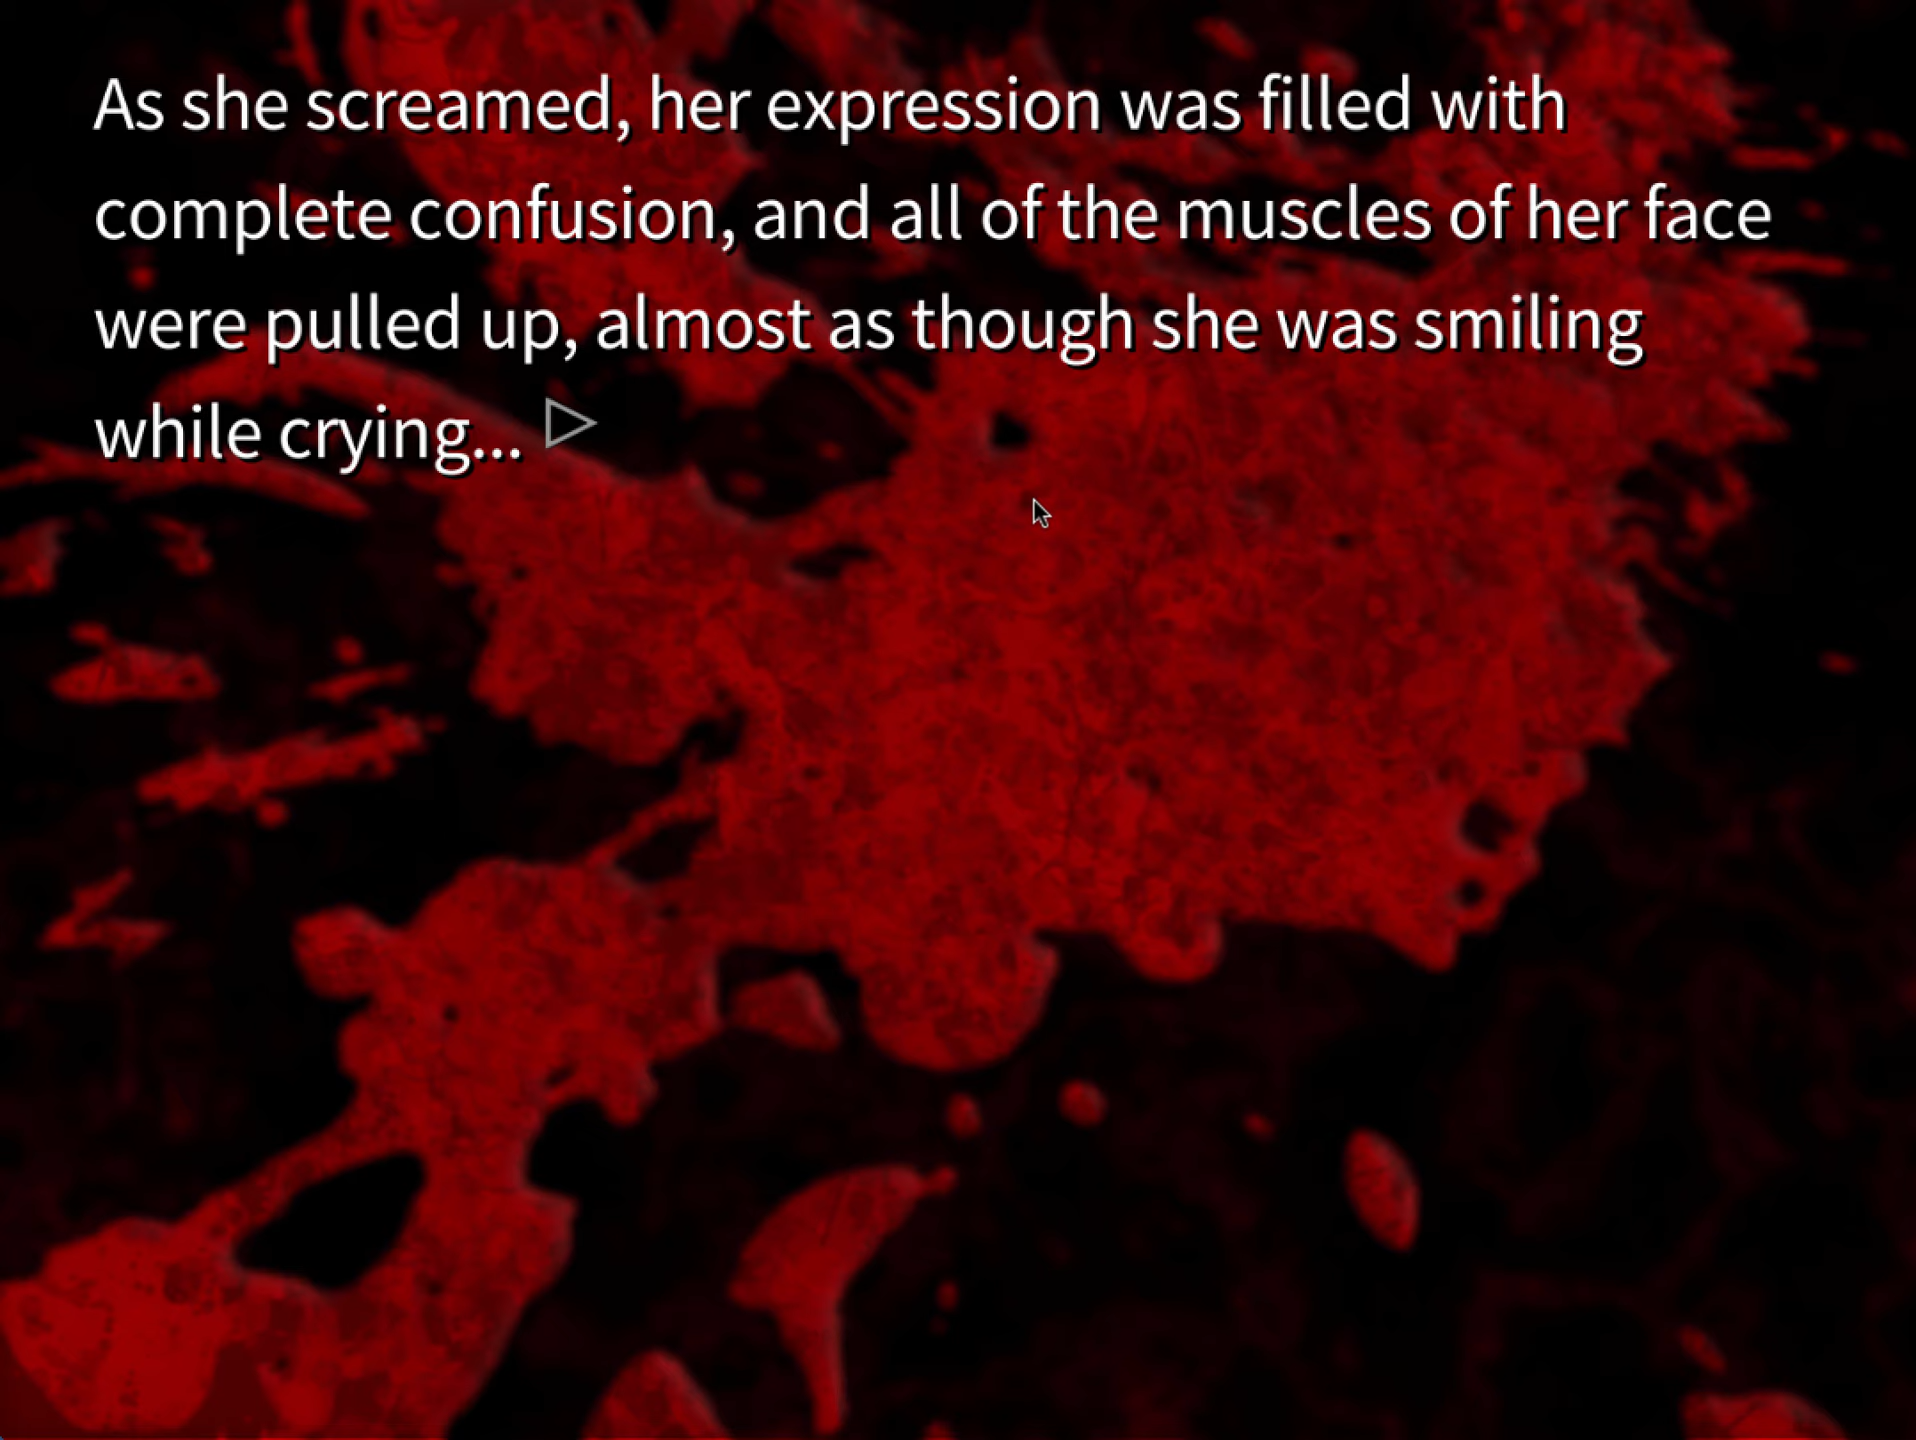 As she screamed, her expression was filled with
complete confusion, and all of the muscles of her face
were pulled up, almost as though she was smiling
while crying...